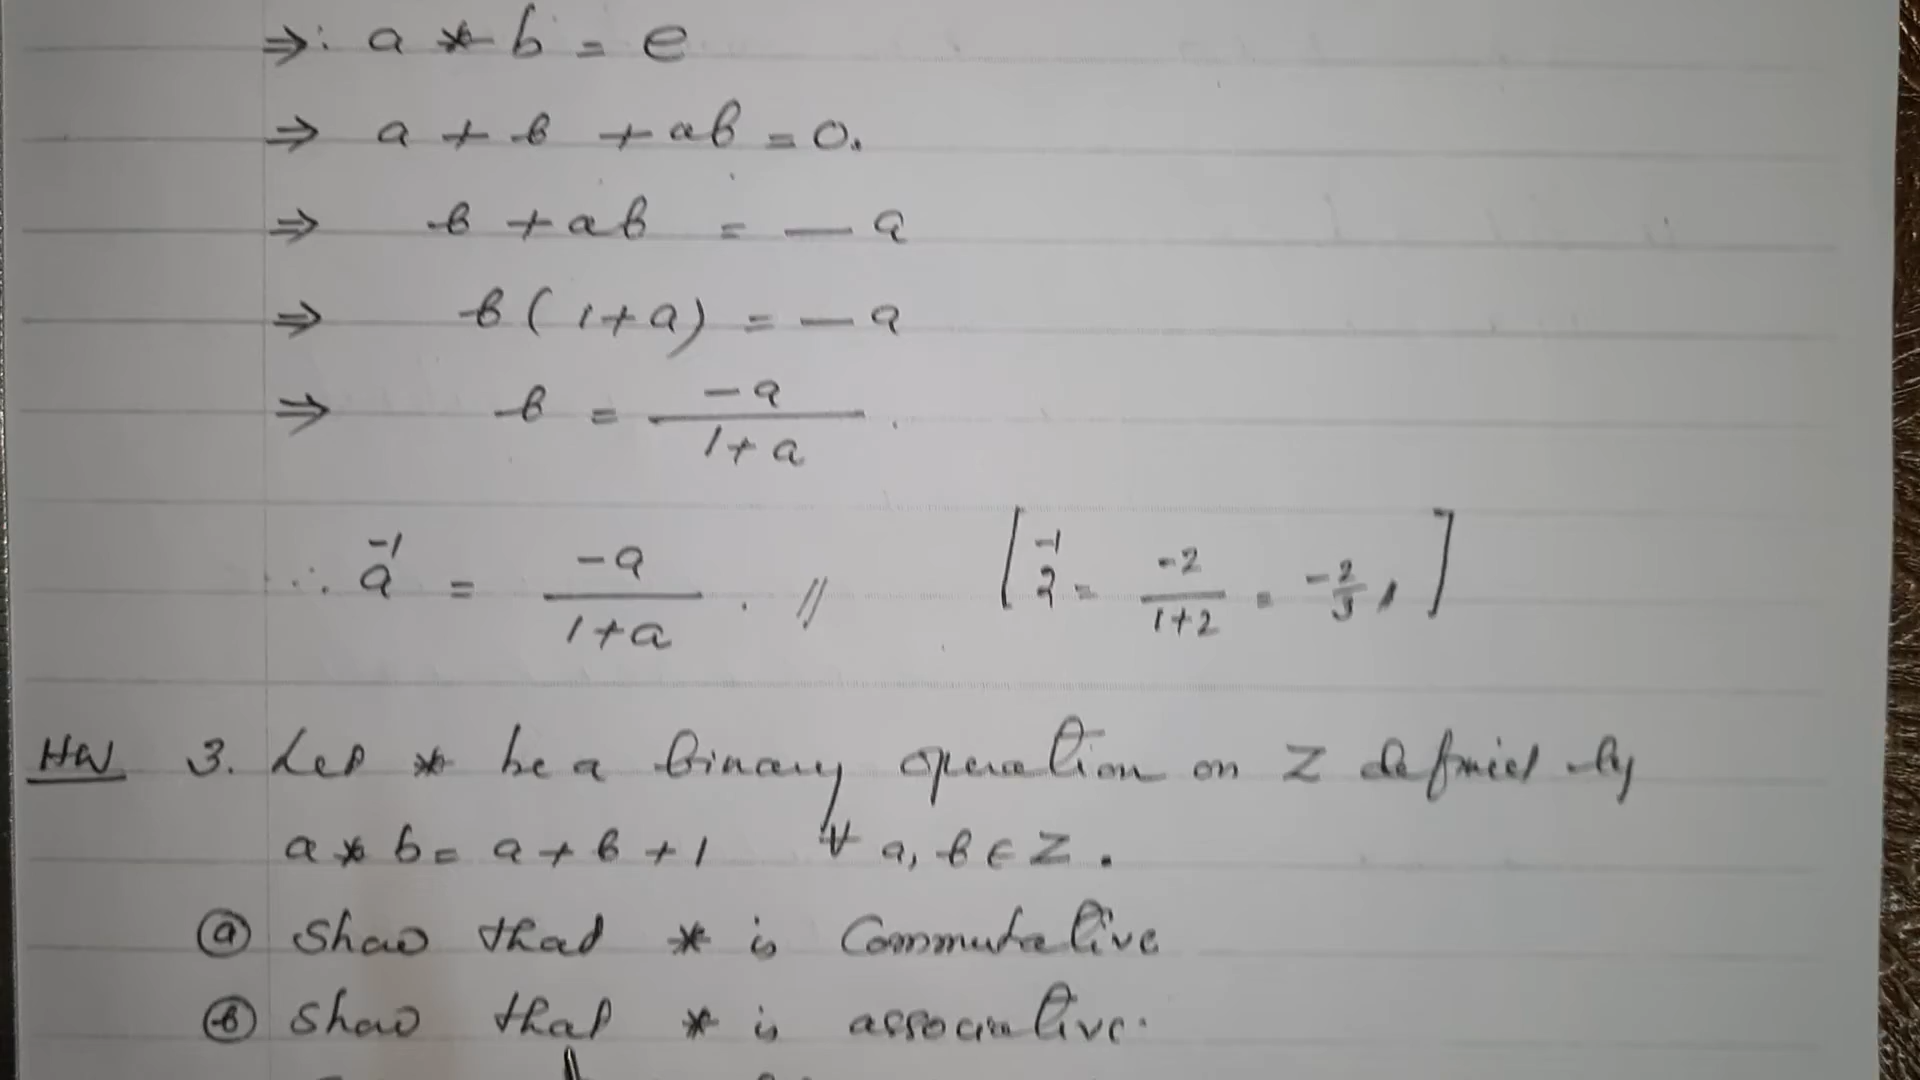 ⇒: a * b = e
⇒ a + b + ab = 0.
⇒ b + ab = — a
⇒ b ( 1 + a ) = — a
⇒ b = -a / 1 + a .
∴ a⁻¹ = -a / 1 + a . // [ 2⁻¹ = -2 / 1+2 = -2/3 , ]
HW 3. Let * be a binary operation on Z defined by
a * b = a + b + 1 ∀ a, b ∈ Z .
ⓐ Show that * is Commutative
ⓑ Show that * is associative.